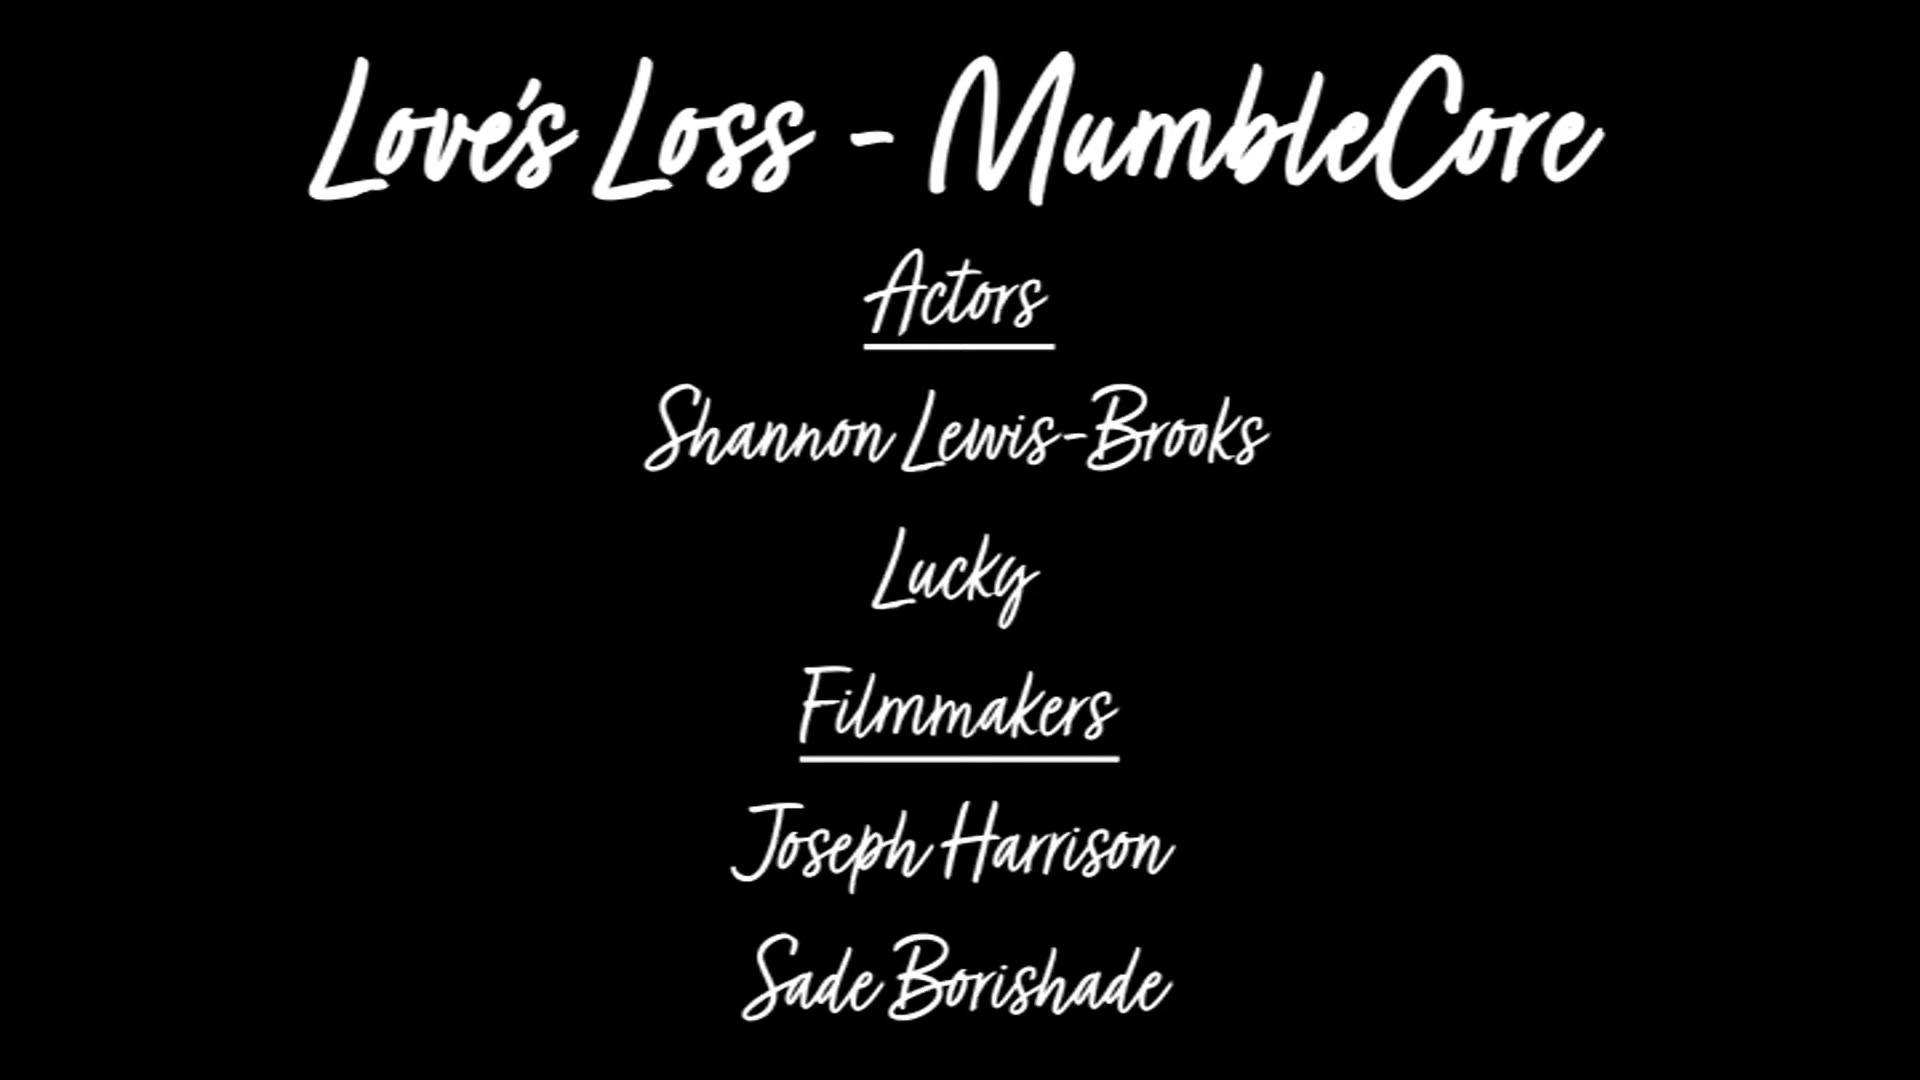 Love's Loss - MumbleCore
Actors
Shannon Lewis-Brooks
Lucky
Filmmakers
Joseph Harrison
Sade Borishade